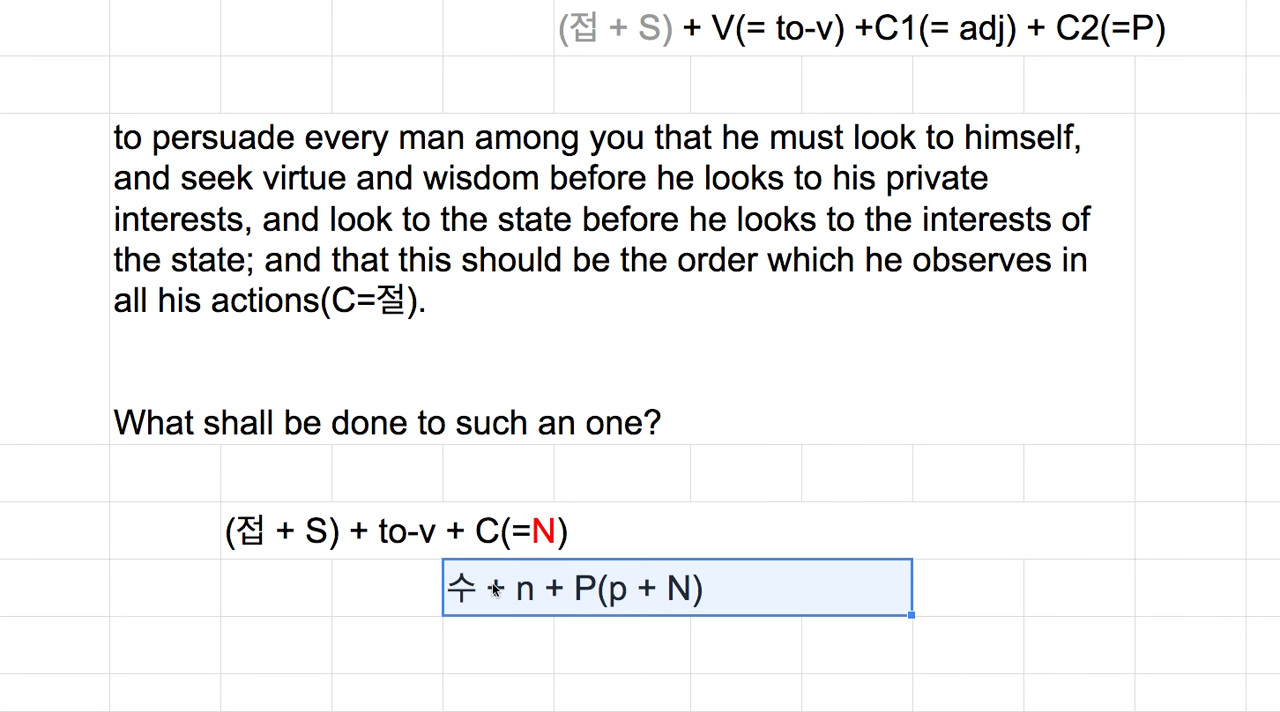 (접 + S) + V(= to-v) +C1(= adj) + C2(=P)
to persuade every man among you that he must look to himself,
and seek virtue and wisdom before he looks to his private
interests, and look to the state before he looks to the interests of
the state; and that this should be the order which he observes in
all his actions(C=절).
What shall be done to such an one?
(접 + S) + to-v + C(=N)
수 + n + P(p + N)